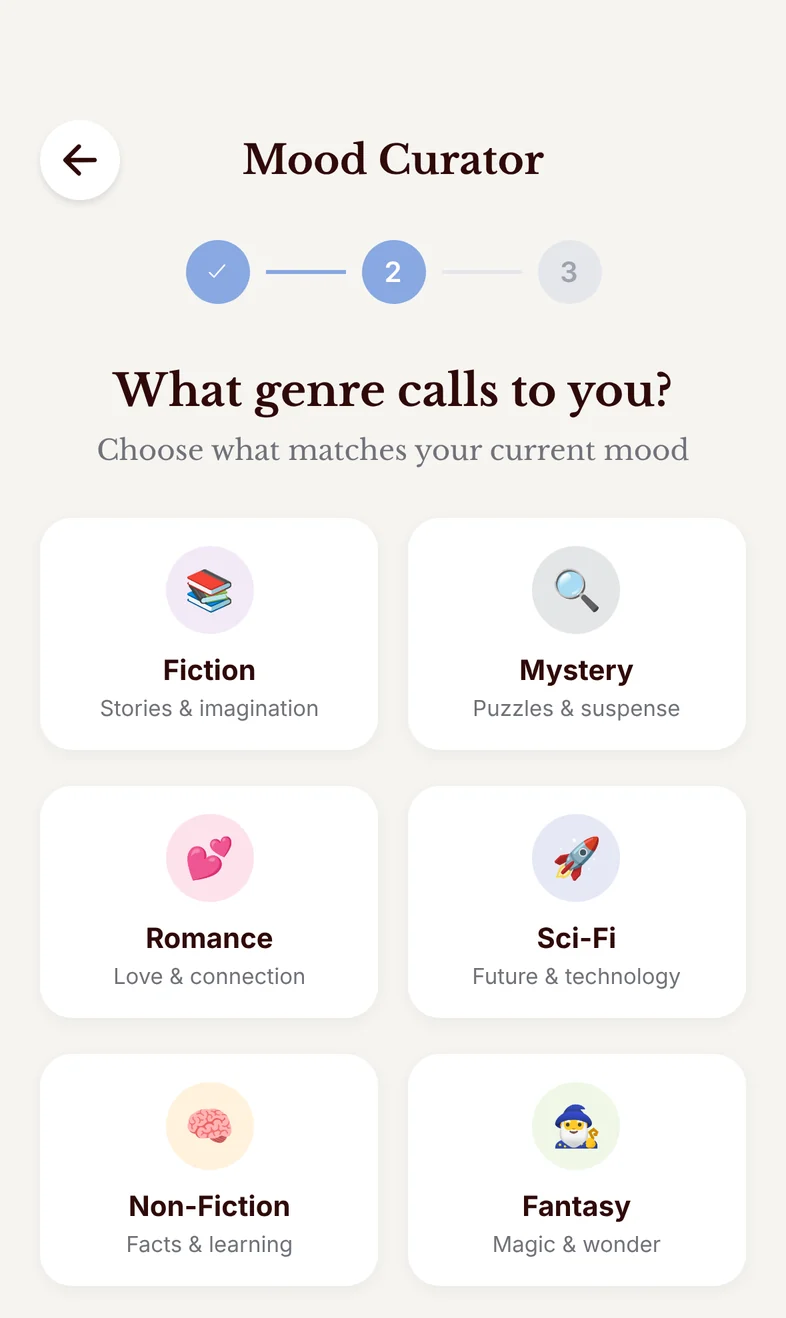 Mood Curator
2
3
What genre calls to you?
Choose what matches your current mood
Fiction
Stories & imagination
Mystery
Puzzles & suspense
Romance
Love & connection
Sci-Fi
Future & technology
Non-Fiction
Facts & learning
Fantasy
Magic & wonder